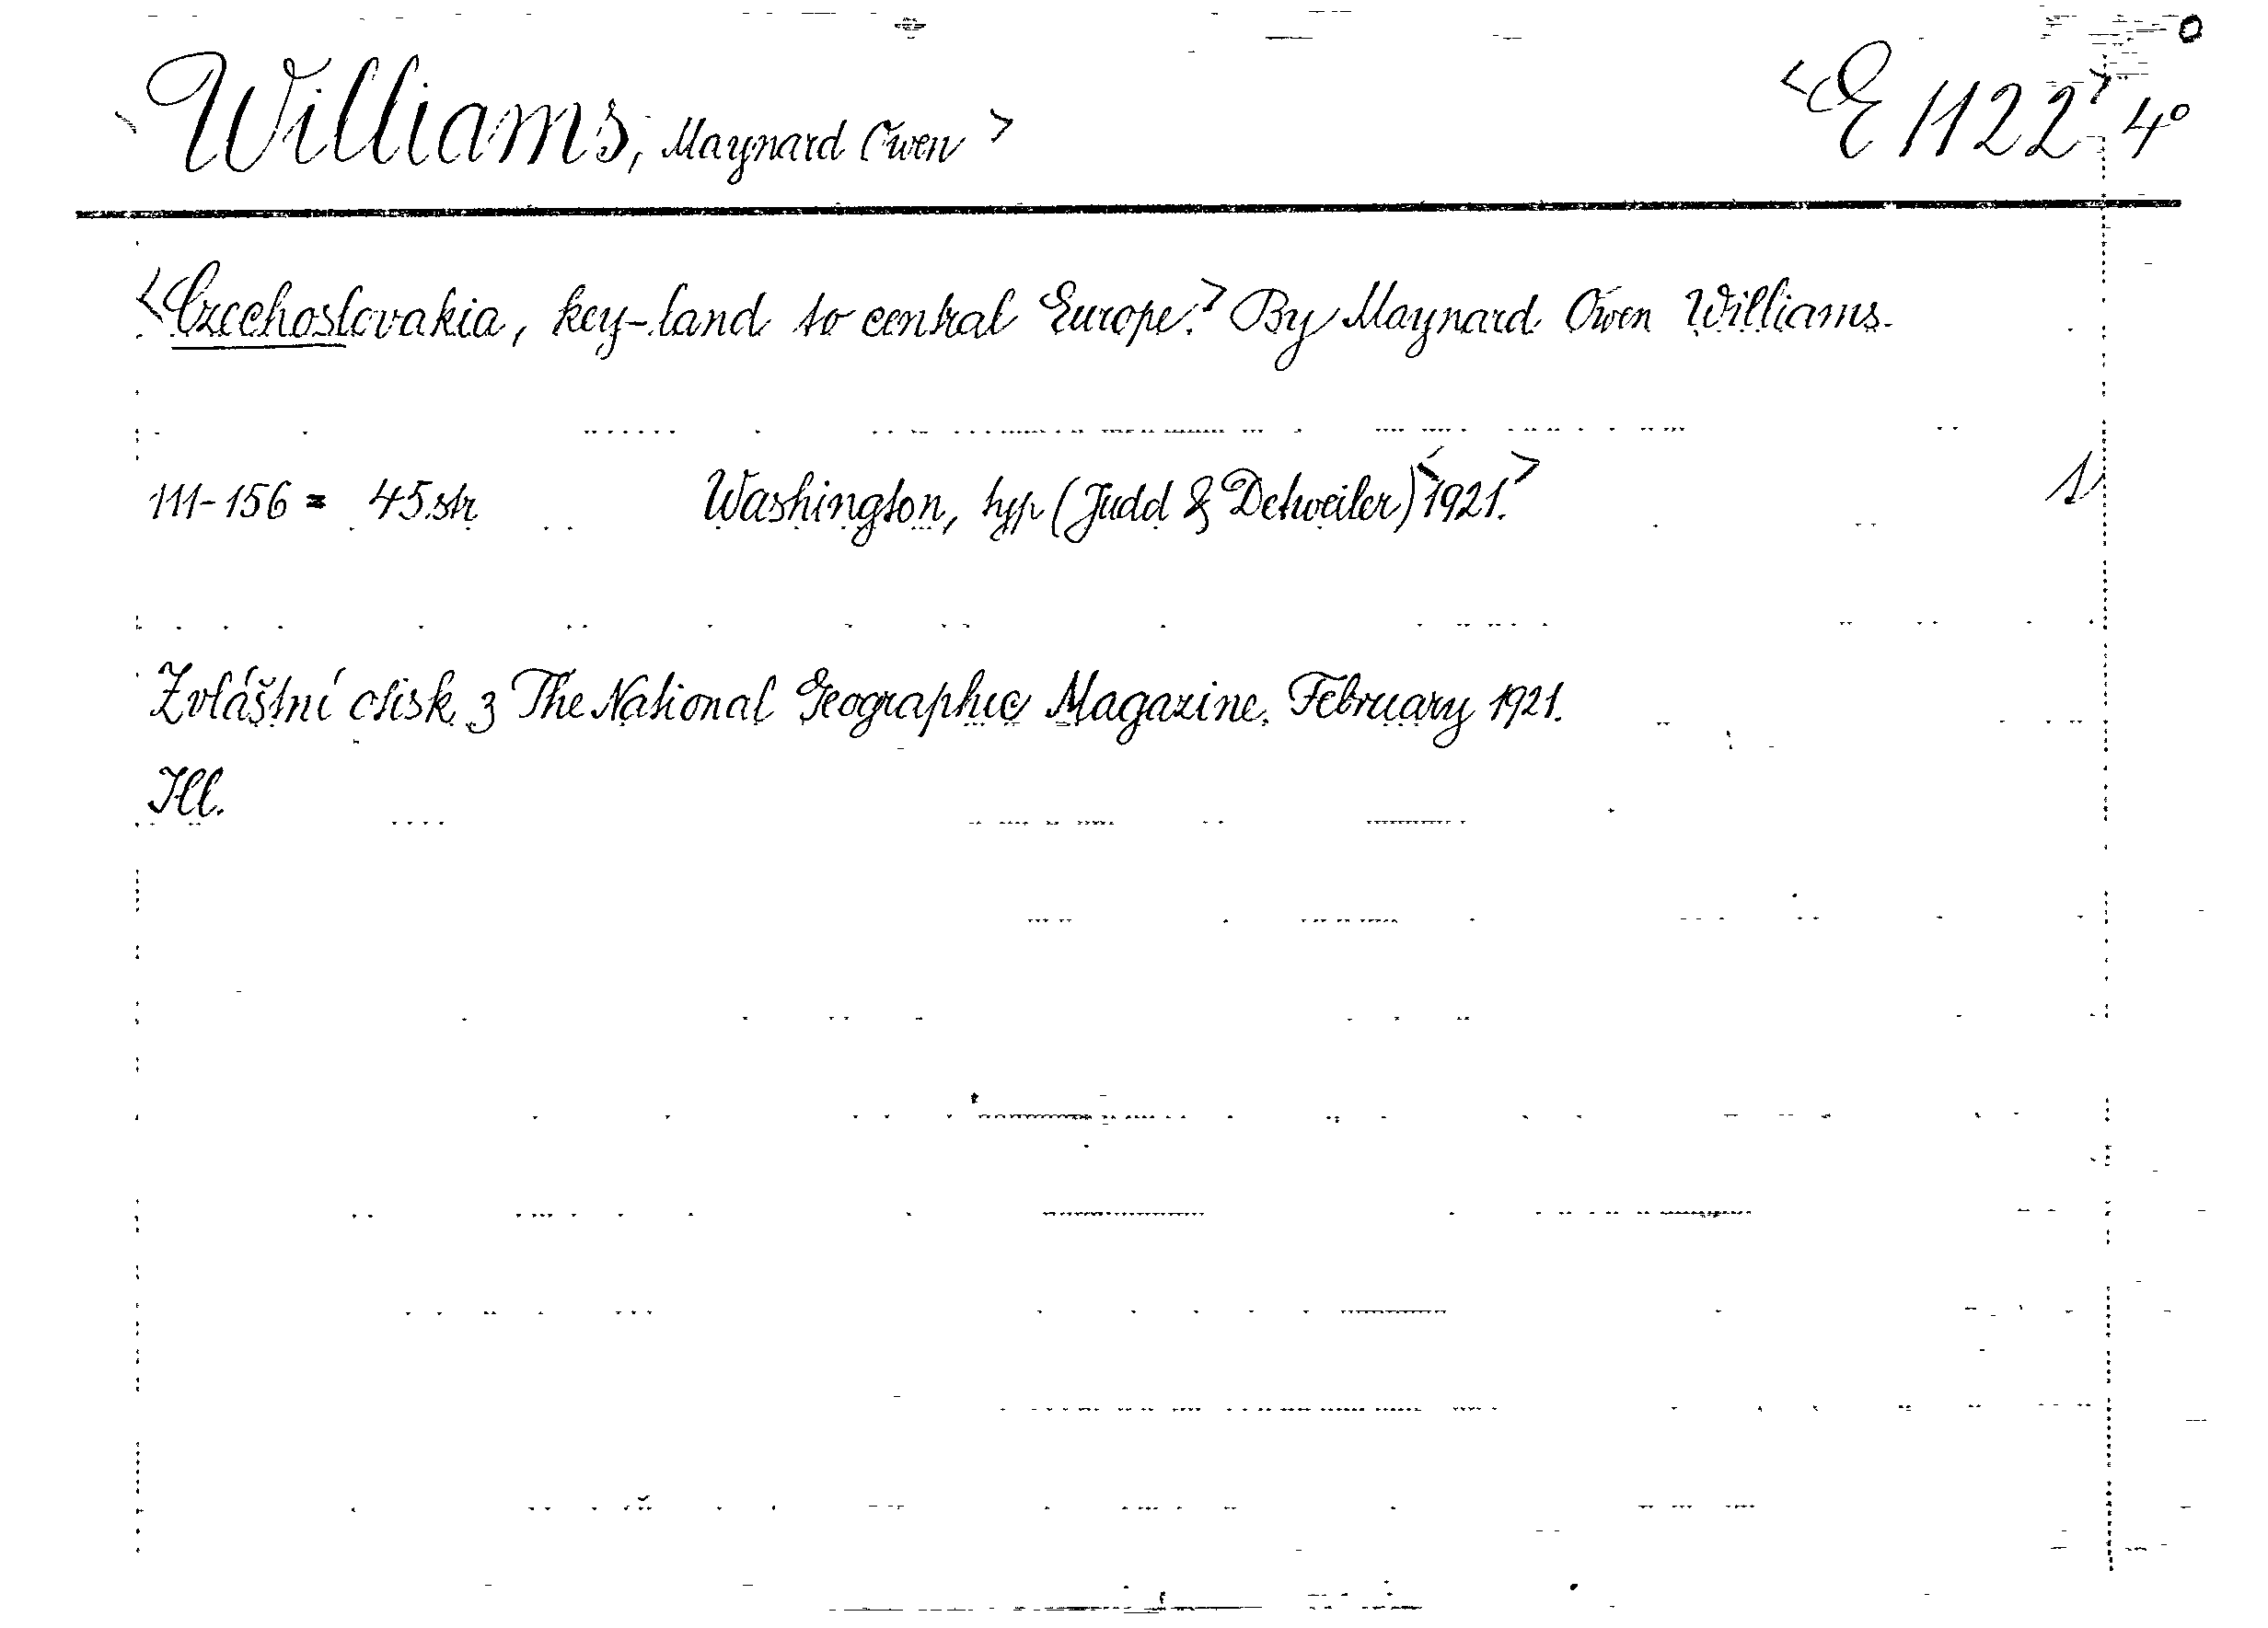 <Williams, Maynard Owen> <E 1122> 4°
<Czechoslovakia, key-land to central Europe.> By Maynard Owen Williams.
111-156 = 45 str Washington, typ (Judd & Detweiler) <1921.> 1
Zvláštní otisk z The National Geographic Magazine. February 1921.
Ill.